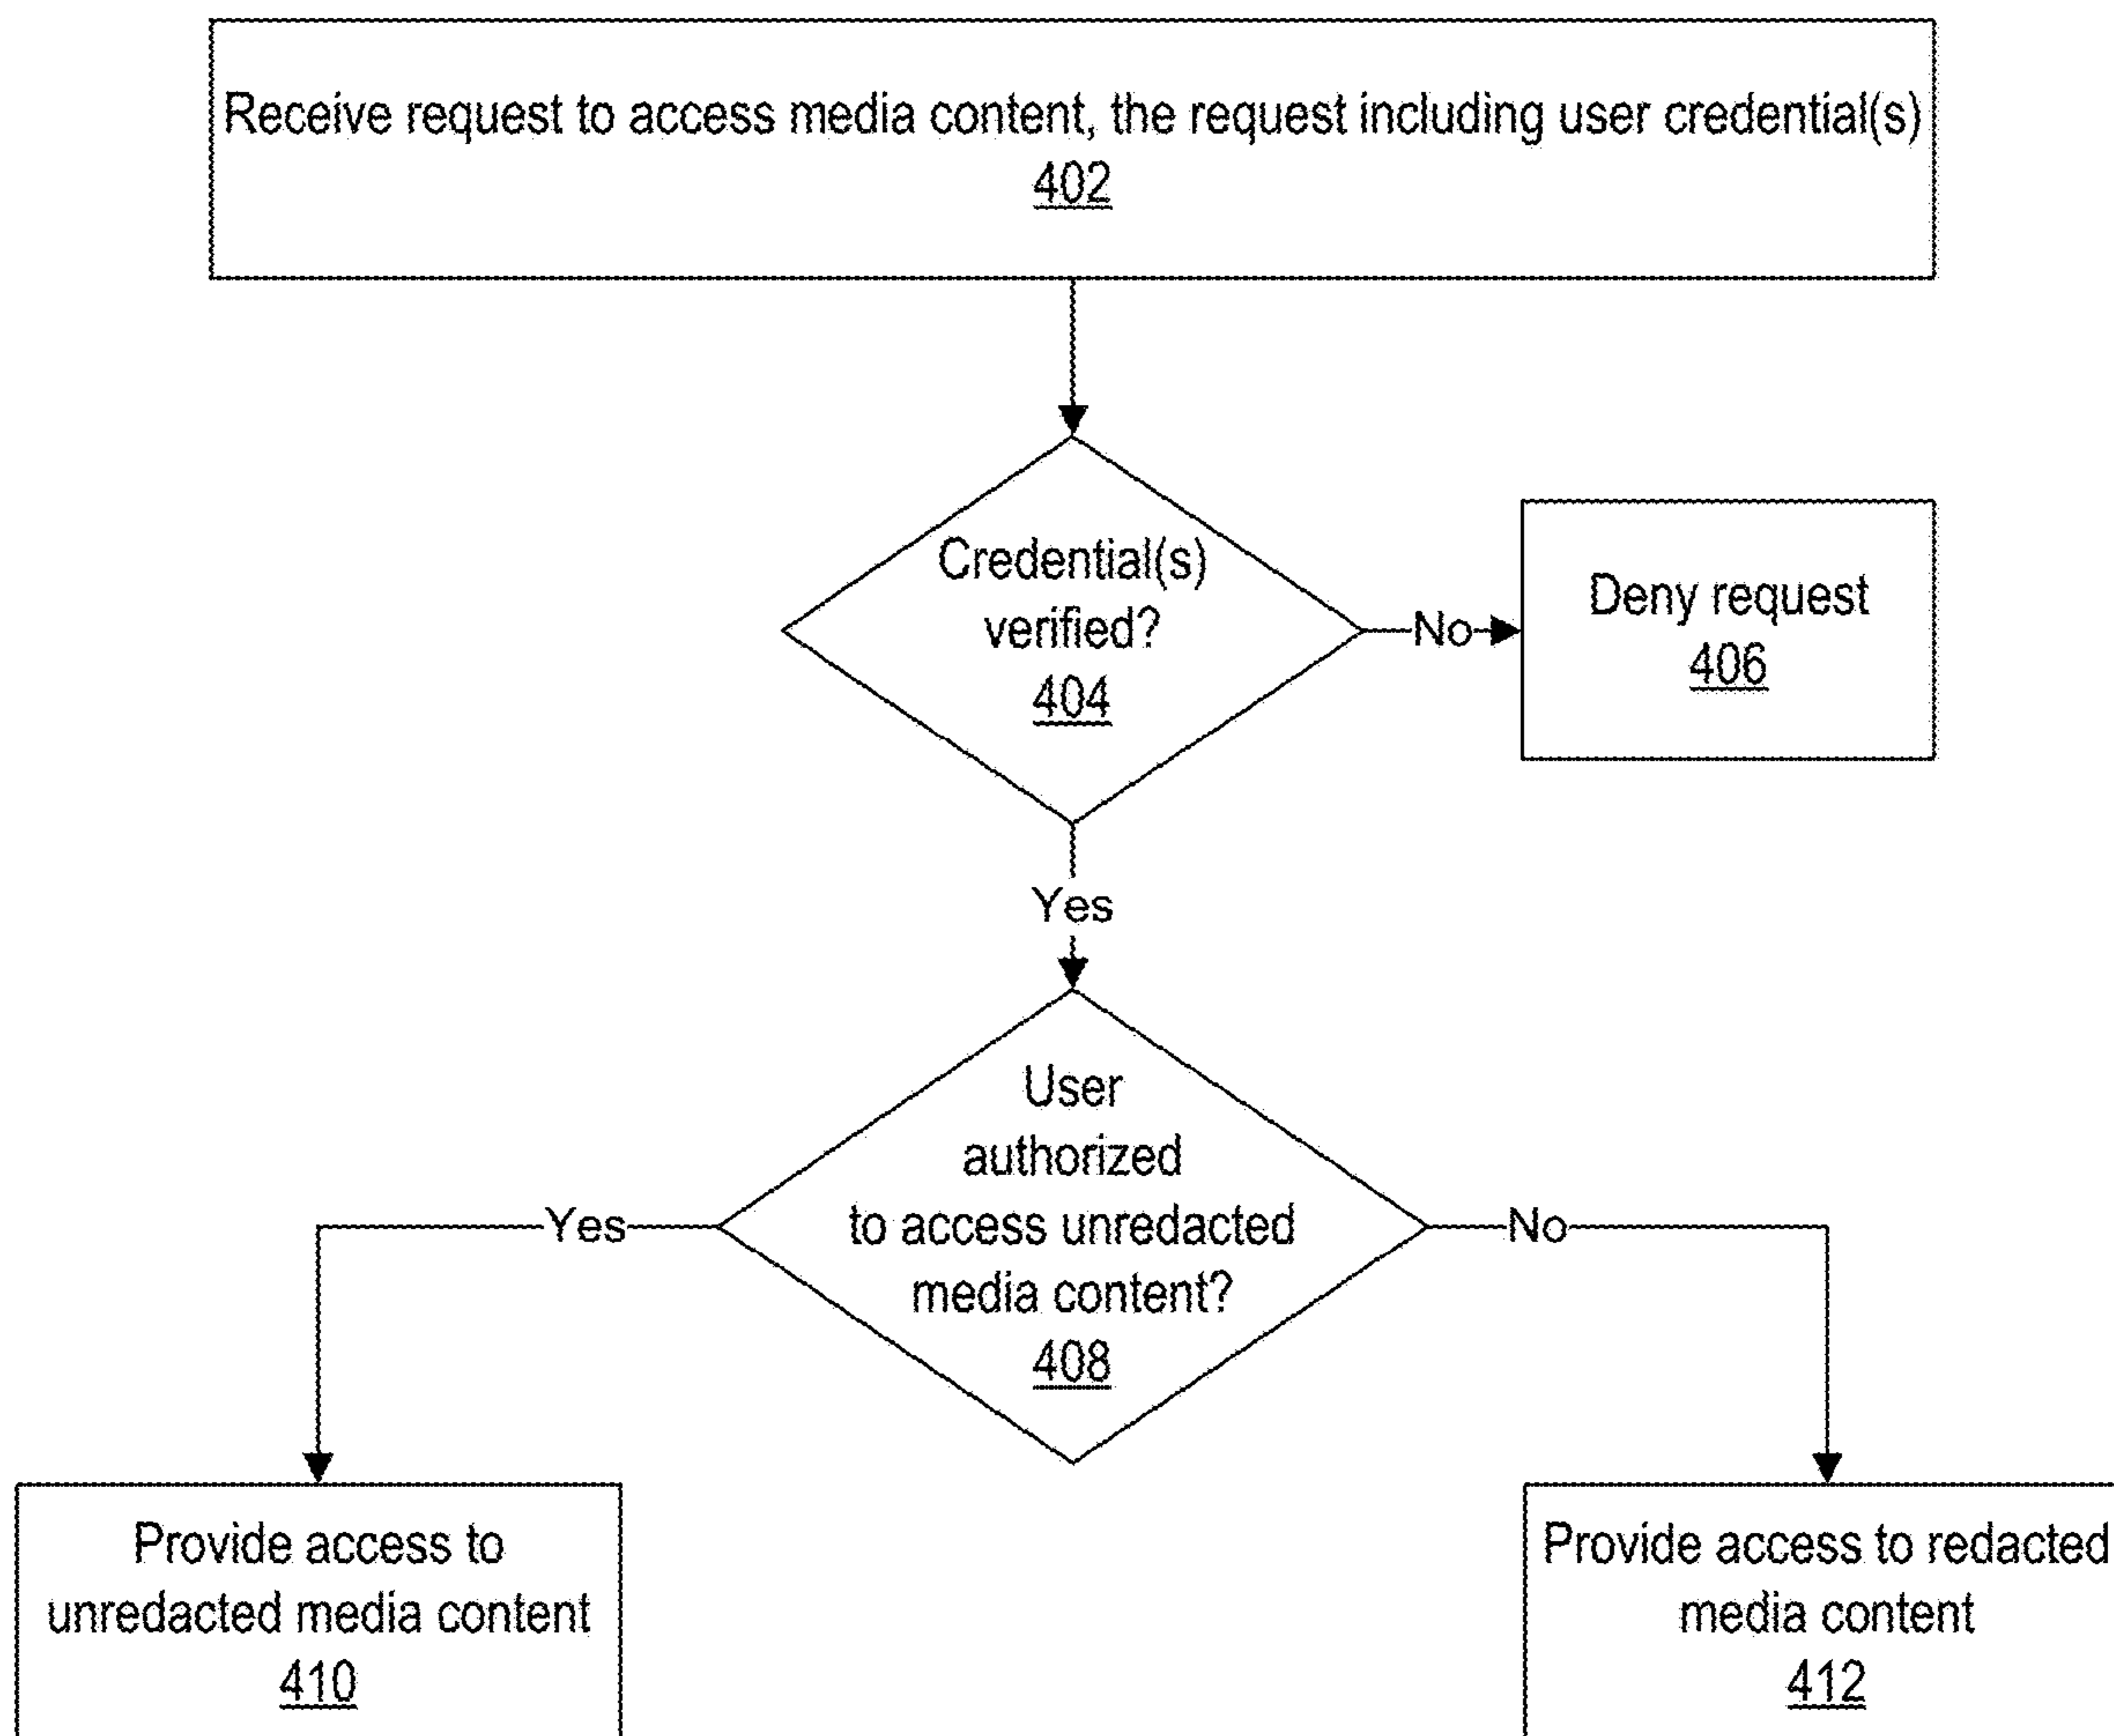 Receive request to access media content, the request including user credential(s)
402
Credential(s)
verified?
404
No
Deny request
406
Yes
User
authorized
to access unredacted
media content?
408
Yes
No
Provide access to
unredacted media content
410
Provide access to redacted
media content
412